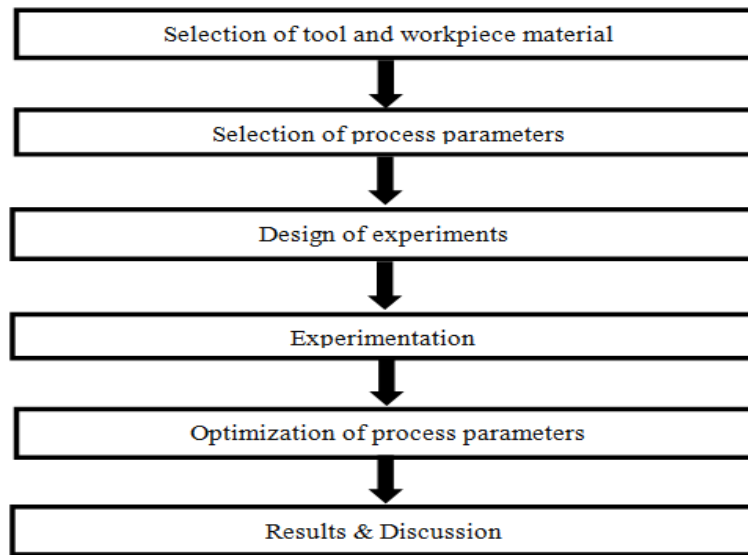 Selection of tool and workpiece material
Selection of process parameters
Design of experiments
Experimentation
Optimization of process parameters
Results & Discussion